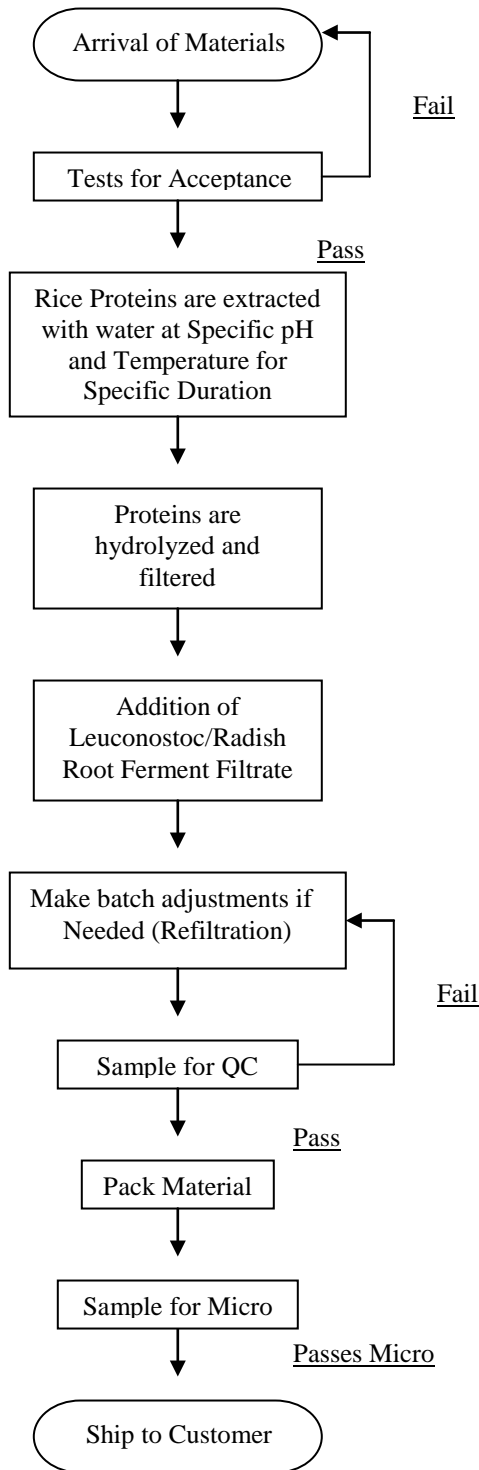 Arrival of Materials
Fail
Tests for Acceptance
Pass
Rice Proteins are extracted
with water at Specific pH
and Temperature for
Specific Duration
Proteins are
hydrolyzed and
filtered
Addition of
Leuconostoc/Radish
Root Ferment Filtrate
Make batch adjustments if
Needed (Refiltration)
Fail
Sample for QC
Pass
Pack Material
Sample for Micro
Passes Micro
Ship to Customer